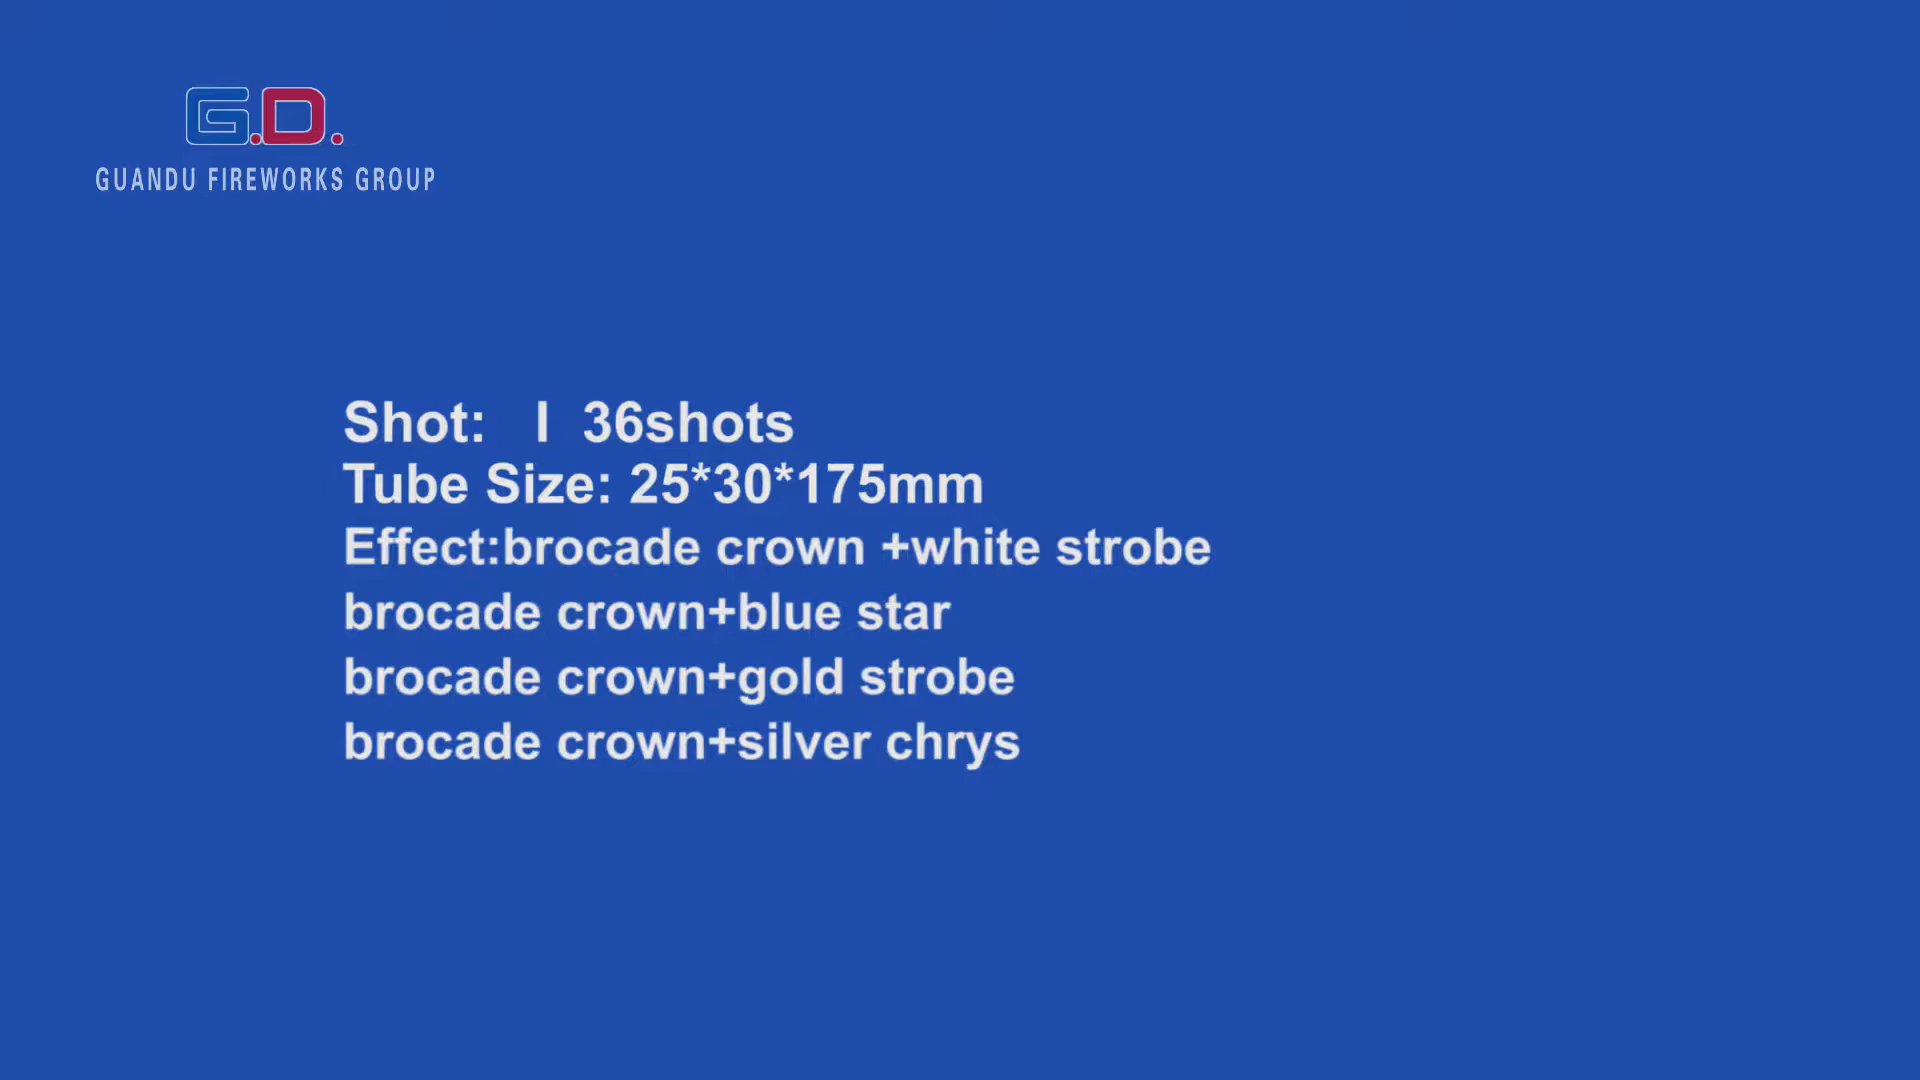 G.D.
GUANDU FIREWORKS GROUP
Shot: I 36shots
Tube Size: 25*30*175mm
Effect:brocade crown +white strobe
brocade crown+blue star
brocade crown+gold strobe
brocade crown+silver chrys